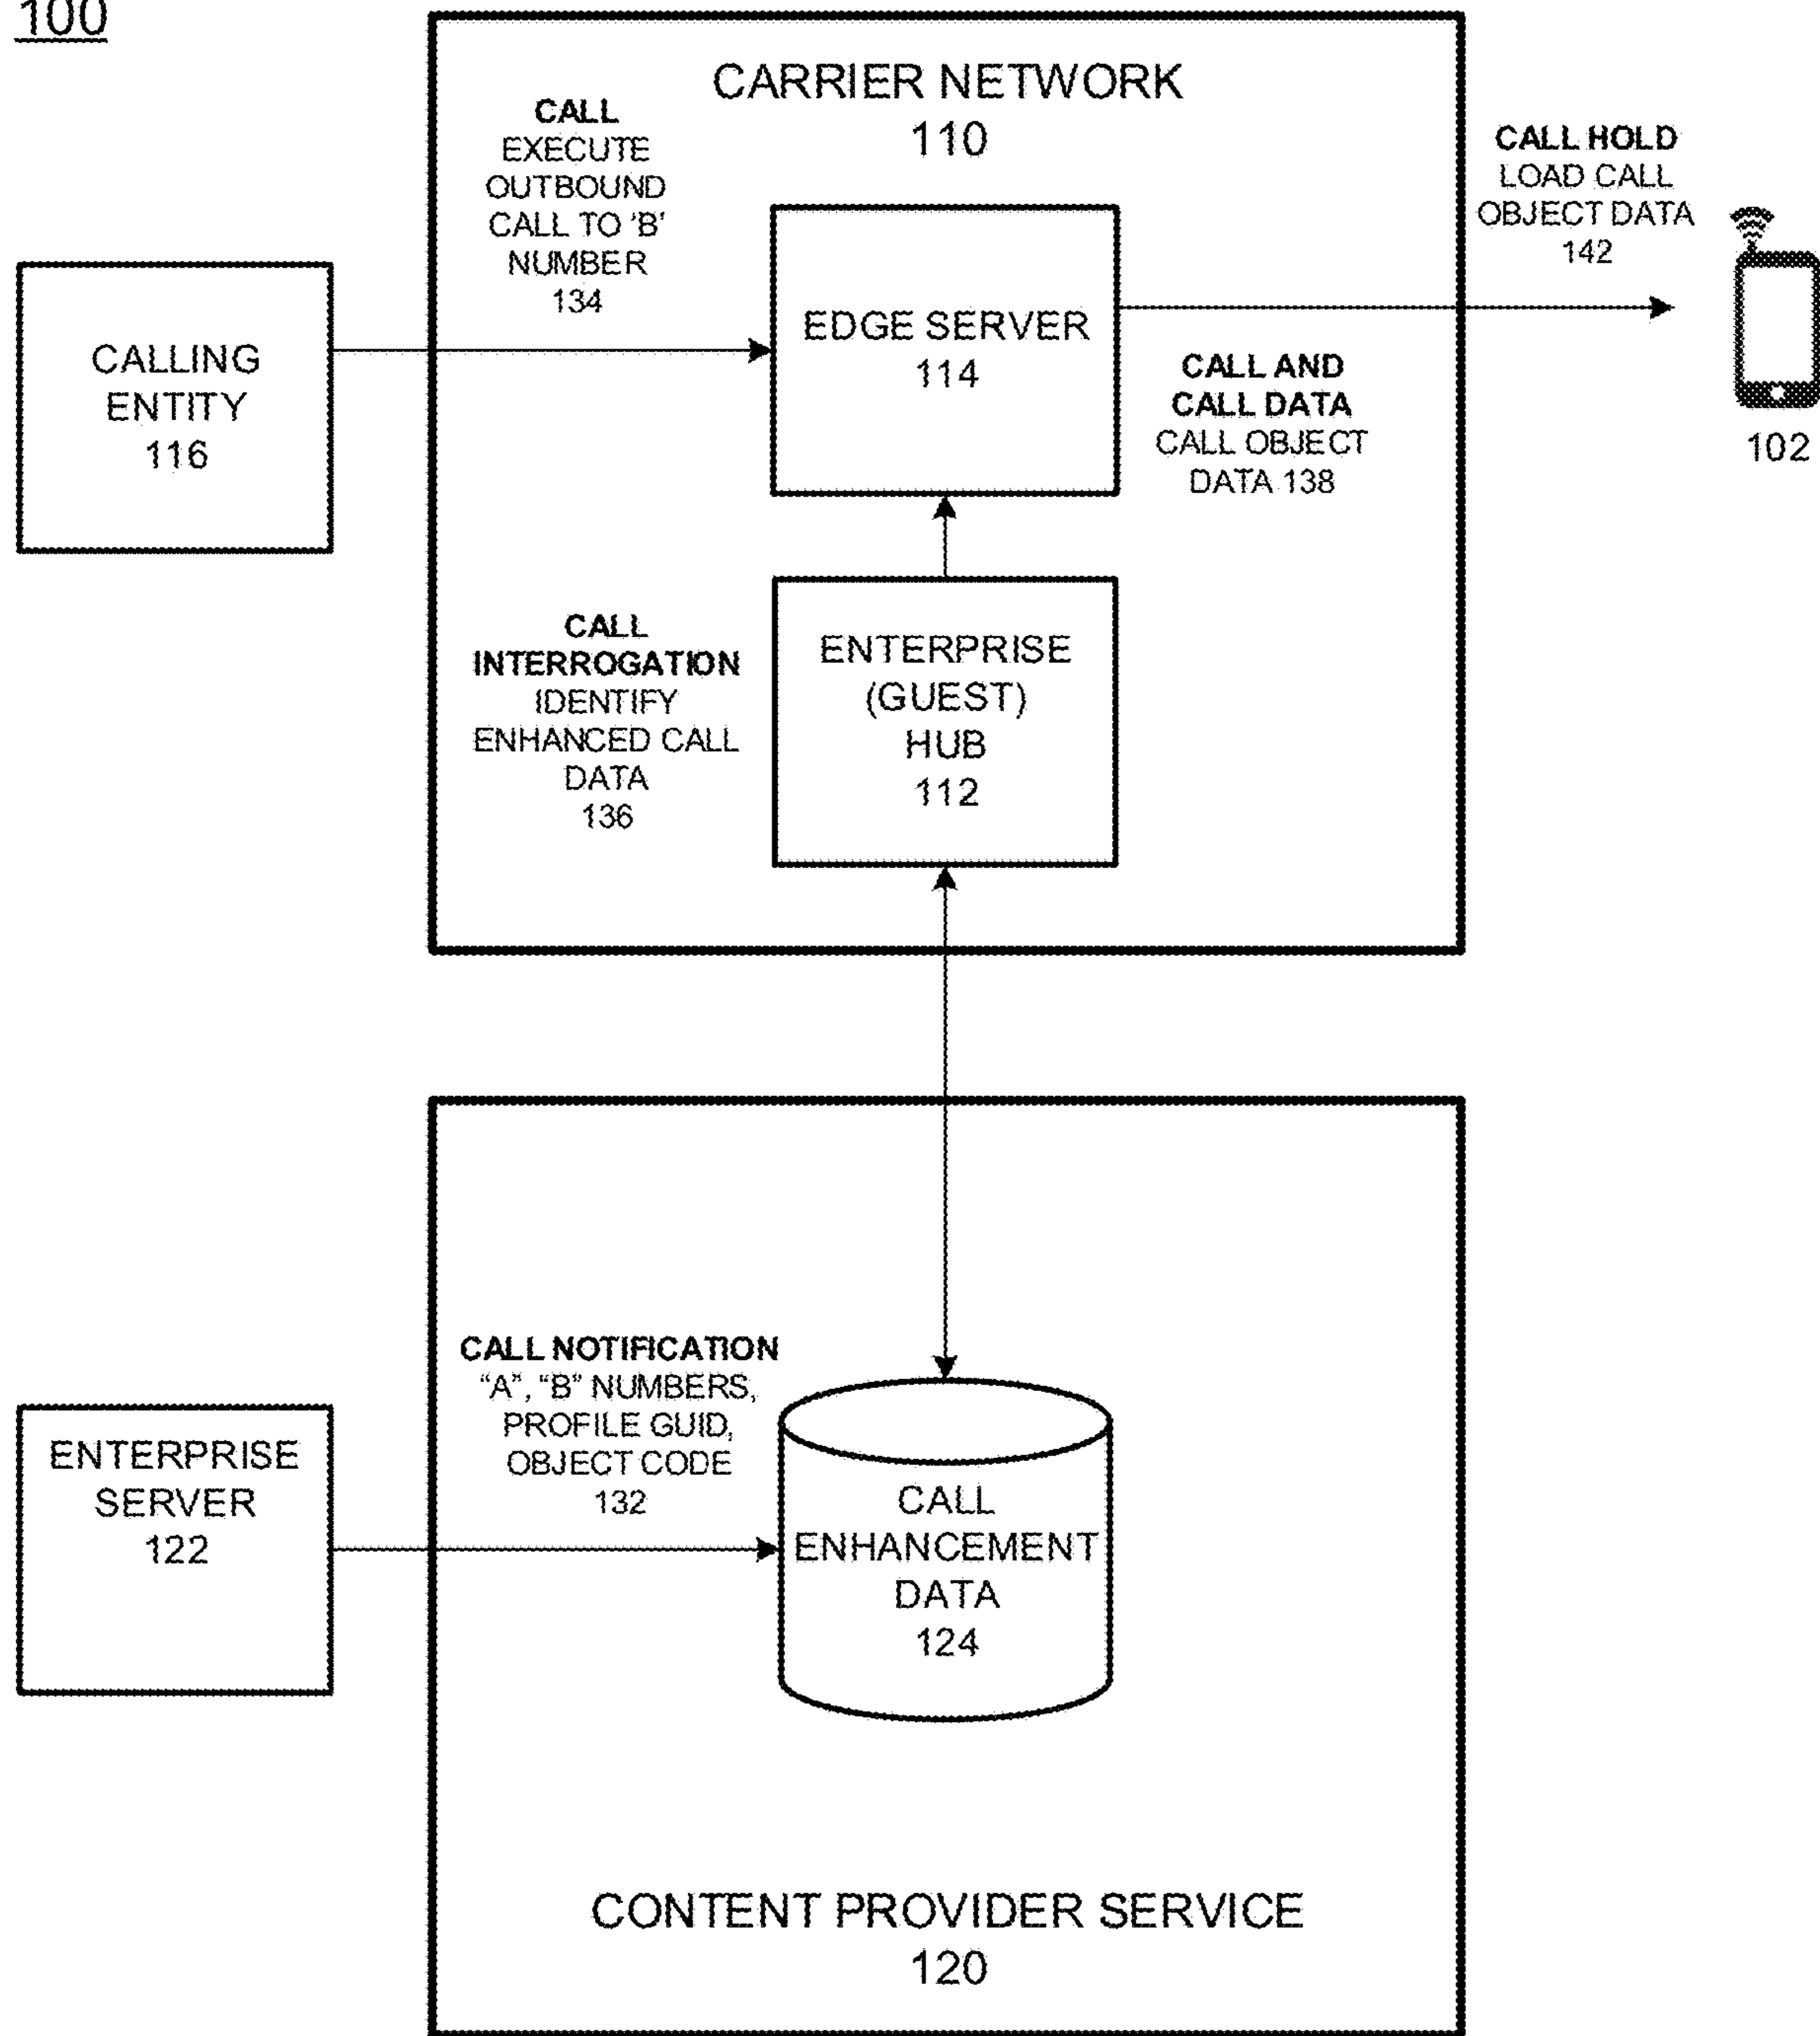 100
CARRIER NETWORK
110
CALL
EXECUTE
OUTBOUND
CALL TO 'B'
NUMBER
134
CALL HOLD
LOAD CALL
OBJECT DATA
142
CALLING
ENTITY
116
EDGE SERVER
114
CALL AND
CALL DATA
CALL OBJECT
DATA 138
102
CALL
INTERROGATION
IDENTIFY
ENHANCED CALL
DATA
136
ENTERPRISE
(GUEST)
HUB
112
CALL NOTIFICATION
"A", "B" NUMBERS,
PROFILE GUID,
OBJECT CODE
132
ENTERPRISE
SERVER
122
CALL
ENHANCEMENT
DATA
124
CONTENT PROVIDER SERVICE
120